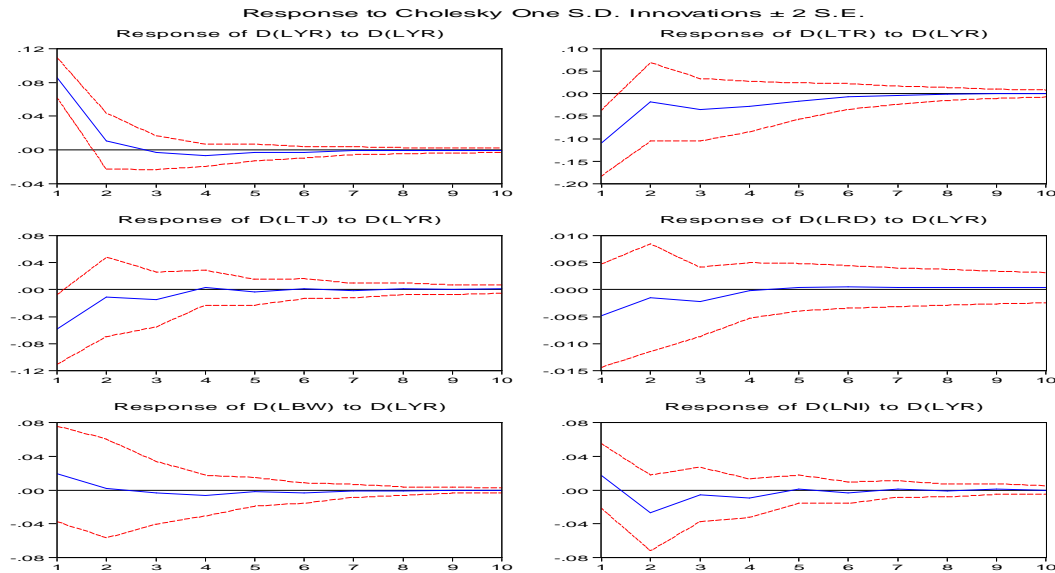 Response to Cholesky One S.D. Innovations ± 2 S.E.
Response of D(LYR) to D(LYR)
.12
.08
.04
.00
-.04
1 2 3 4 5 6 7 8 9 10
Response of D(LTR) to D(LYR)
.10
.05
.00
-.05
-.10
-.15
-.20
1 2 3 4 5 6 7 8 9 10
Response of D(LTJ) to D(LYR)
.08
.04
.00
-.04
-.08
-.12
1 2 3 4 5 6 7 8 9 10
Response of D(LRD) to D(LYR)
.010
.005
.000
-.005
-.010
-.015
1 2 3 4 5 6 7 8 9 10
Response of D(LBW) to D(LYR)
.08
.04
.00
-.04
-.08
1 2 3 4 5 6 7 8 9 10
Response of D(LNI) to D(LYR)
.08
.04
.00
-.04
-.08
1 2 3 4 5 6 7 8 9 10